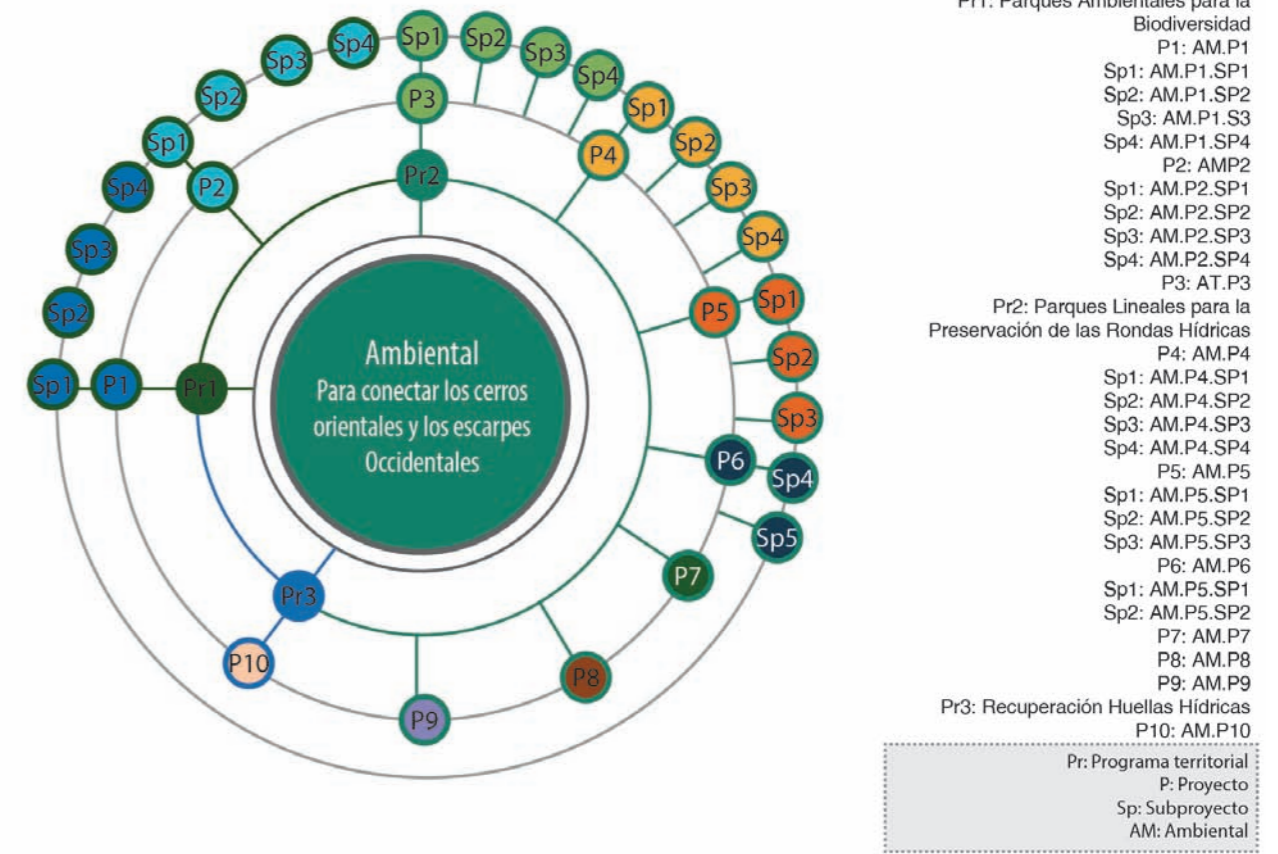 Sp1
Sp2
Sp3
Sp4
Sp1
Sp2
Sp3
Sp4
Sp1
Sp2
Sp3
Sp4
Sp1
Sp2
Sp3
Sp4
Sp1
Sp2
Sp3
Sp4
Sp5
P1
P2
P3
P4
P5
P6
P7
P8
P9
P10
Pr1
Pr2
Pr3
Ambiental
Para conectar los cerros
orientales y los escarpes
Occidentales
Pr1: Parques Ambientales para la
Biodiversidad
P1: AM.P1
Sp1: AM.P1.SP1
Sp2: AM.P1.SP2
Sp3: AM.P1.S3
Sp4: AM.P1.SP4
P2: AMP2
Sp1: AM.P2.SP1
Sp2: AM.P2.SP2
Sp3: AM.P2.SP3
Sp4: AM.P2.SP4
P3: AT.P3
Pr2: Parques Lineales para la
Preservación de las Rondas Hídricas
P4: AM.P4
Sp1: AM.P4.SP1
Sp2: AM.P4.SP2
Sp3: AM.P4.SP3
Sp4: AM.P4.SP4
P5: AM.P5
Sp1: AM.P5.SP1
Sp2: AM.P5.SP2
Sp3: AM.P5.SP3
P6: AM.P6
Sp1: AM.P5.SP1
Sp2: AM.P5.SP2
P7: AM.P7
P8: AM.P8
P9: AM.P9
Pr3: Recuperación Huellas Hídricas
P10: AM.P10
Pr: Programa territorial
P: Proyecto
Sp: Subproyecto
AM: Ambiental